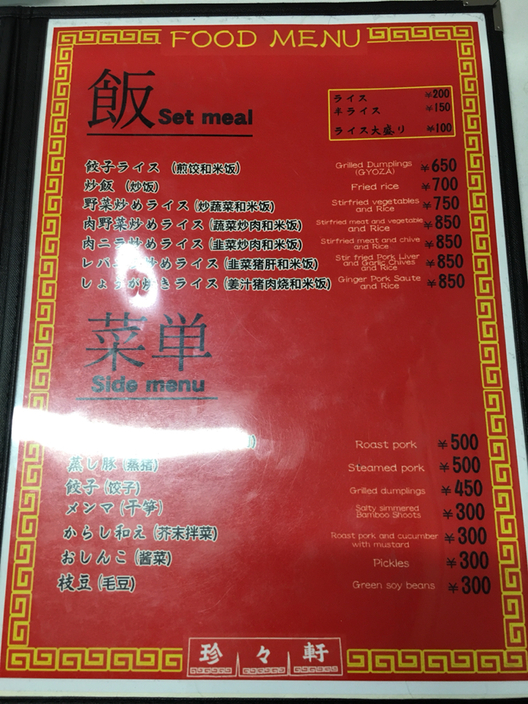 FOOD MENU
飯 Set meal
ライス ¥200
半ライス ¥150
ライス大盛り ¥100
餃子ライス (煎饺和米饭) Grilled Dumplings (GYOZA) ¥650
炒飯 (炒饭) Fried rice ¥700
野菜炒めライス (炒蔬菜和米饭) Stirfried vegetables and Rice ¥750
肉野菜炒めライス (蔬菜炒肉和米饭) Stirfried meat and vegetable and Rice ¥850
肉ニラ炒めライス (韭菜炒肉和米饭) Stirfried meat and chive and Rice ¥850
レバ 炒めライス (韭菜猪肝和米饭) Stir fried Pork Liver and Garlic Chives and Rice ¥850
しょうが焼きライス (姜汁猪肉烧和米饭) Ginger Pork Saute and Rice ¥850
菜単
Side menu
Roast pork ¥500
蒸し豚 (蒸猪) Steamed pork ¥500
餃子 (饺子) Grilled dumplings ¥450
メンマ (干笋) Salty simmered Bamboo Shoots ¥300
からし和え (芥末拌菜) Roast pork and cucumber with mustard ¥300
おしんこ (酱菜) Pickles ¥300
枝豆 (毛豆) Green soy beans ¥300
珍々軒